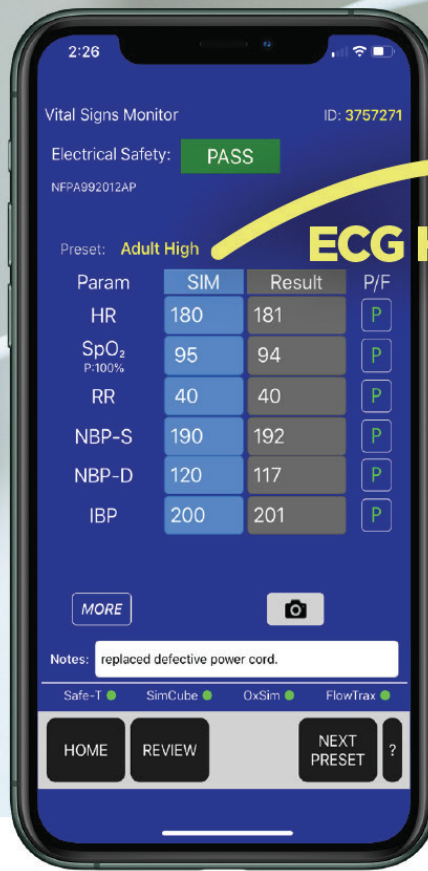 2:26
Vital Signs Monitor ID: 3757271
Electrical Safety: PASS
NFPA992012AP
Preset: Adult High
ECG
Param SIM Result P/F
HR 180 181 P
SpO₂ 95 94 P
P:100%
RR 40 40 P
NBP-S 190 192 P
NBP-D 120 117 P
IBP 200 201 P
MORE
Notes: replaced defective power cord.
Safe-T SimCube OxSim FlowTrax
HOME REVIEW NEXT PRESET ?